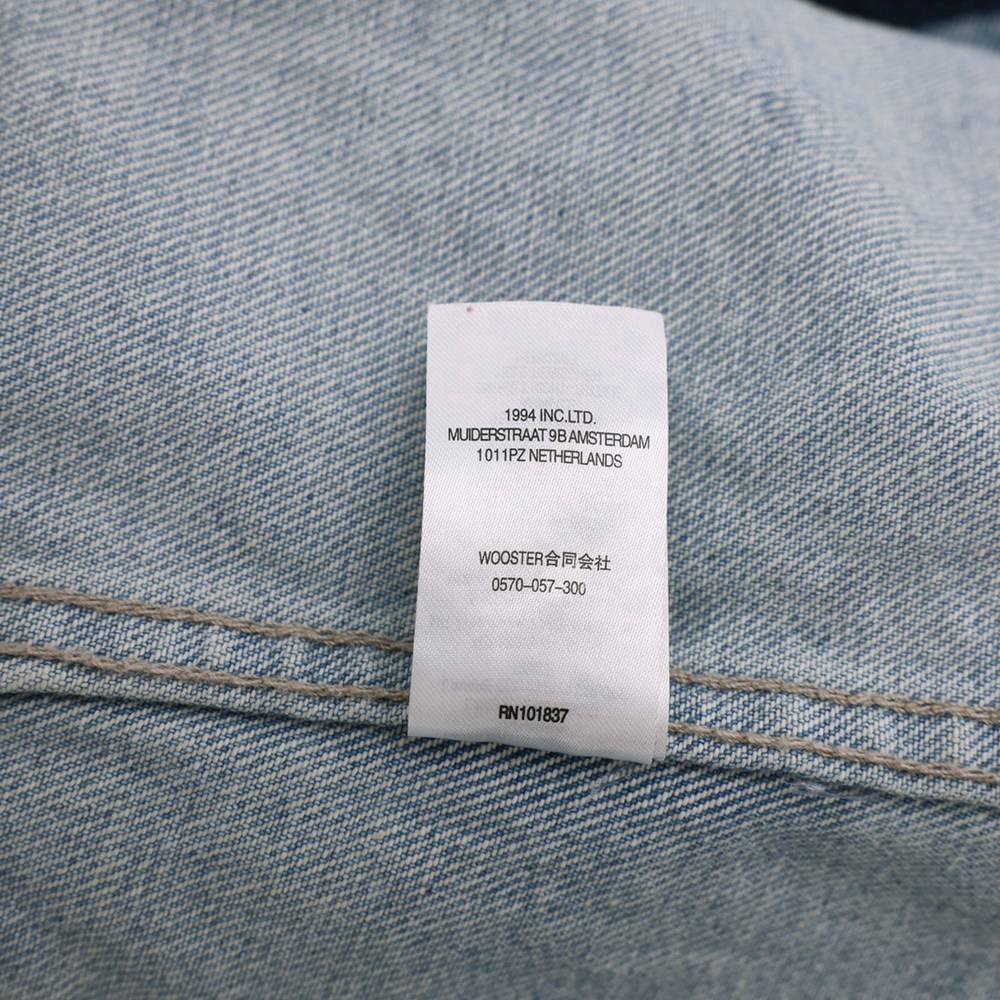 1994 INC.LTD.
MUIDERSTRAAT 9B AMSTERDAM
1011PZ NETHERLANDS
WOOSTER合同会社
0570-057-300
RN101837